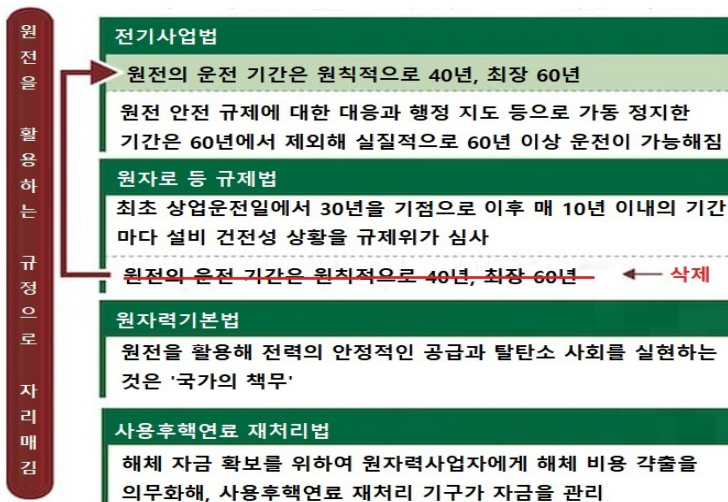 원전을 활용하는 규정으로 자리매김
전기사업법
원전의 운전 기간은 원칙적으로 40년, 최장 60년
원전 안전 규제에 대한 대응과 행정 지도 등으로 가동 정지한
기간은 60년에서 제외해 실질적으로 60년 이상 운전이 가능해짐
원자로 등 규제법
최초 상업운전일에서 30년을 기점으로 이후 매 10년 이내의 기간
마다 설비 건전성 상황을 규제위가 심사
원전의 운전 기간은 원칙적으로 40년, 최장 60년 삭제
원자력기본법
원전을 활용해 전력의 안정적인 공급과 탈탄소 사회를 실현하는
것은 '국가의 책무'
사용후핵연료 재처리법
해체 자금 확보를 위하여 원자력사업자에게 해체 비용 갹출을
의무화해, 사용후핵연료 재처리 기구가 자금을 관리